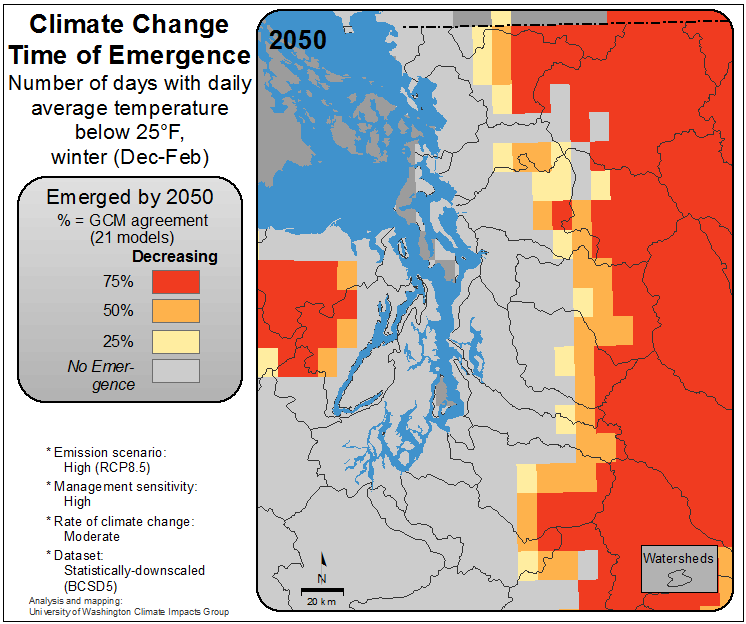 Climate Change
Time of Emergence
Number of days with daily
average temperature
below 25°F,
winter (Dec-Feb)
Emerged by 2050
% = GCM agreement
(21 models)
Decreasing
75%
50%
25%
No Emer-
gence
* Emission scenario:
High (RCP8.5)
* Management sensitivity:
High
* Rate of climate change:
Moderate
* Dataset:
Statistically-downscaled
(BCSD5)
Analysis and mapping:
University of Washington Climate Impacts Group
2050
N
20 km
Watersheds